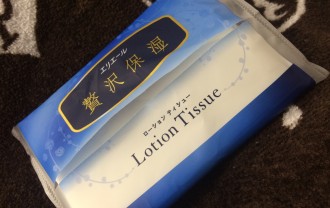 エリエール
贅沢保湿
ローション ティシュー
Lotion Tissue